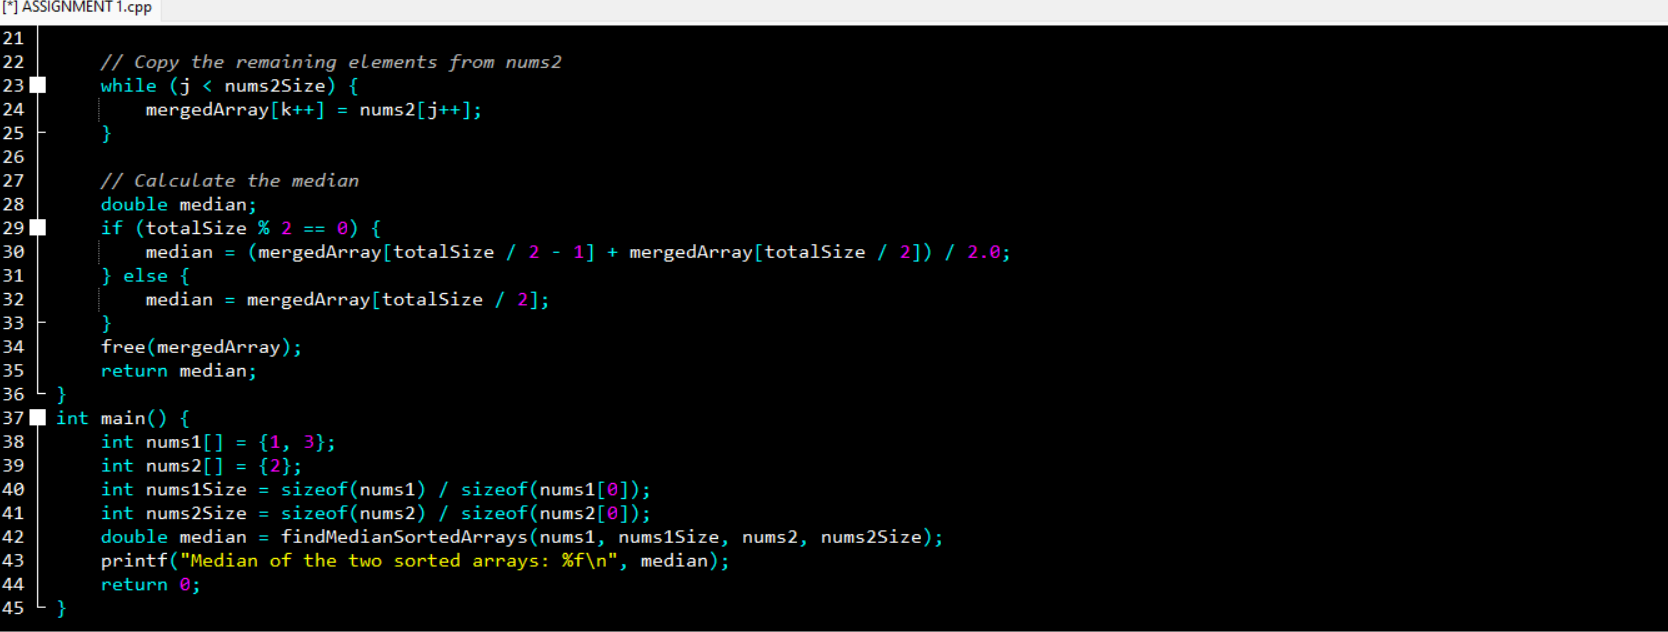 [*] ASSIGNMENT 1.cpp
21
22 // Copy the remaining elements from nums2
23 while (j < nums2Size) {
24 mergedArray[k++] = nums2[j++];
25 }
26
27 // Calculate the median
28 double median;
29 if (totalSize % 2 == 0) {
30 median = (mergedArray[totalSize / 2 - 1] + mergedArray[totalSize / 2]) / 2.0;
31 } else {
32 median = mergedArray[totalSize / 2];
33 }
34 free(mergedArray);
35 return median;
36 }
37 int main() {
38 int nums1[] = {1, 3};
39 int nums2[] = {2};
40 int nums1Size = sizeof(nums1) / sizeof(nums1[0]);
41 int nums2Size = sizeof(nums2) / sizeof(nums2[0]);
42 double median = findMedianSortedArrays(nums1, nums1Size, nums2, nums2Size);
43 printf("Median of the two sorted arrays: %f\n", median);
44 return 0;
45 }